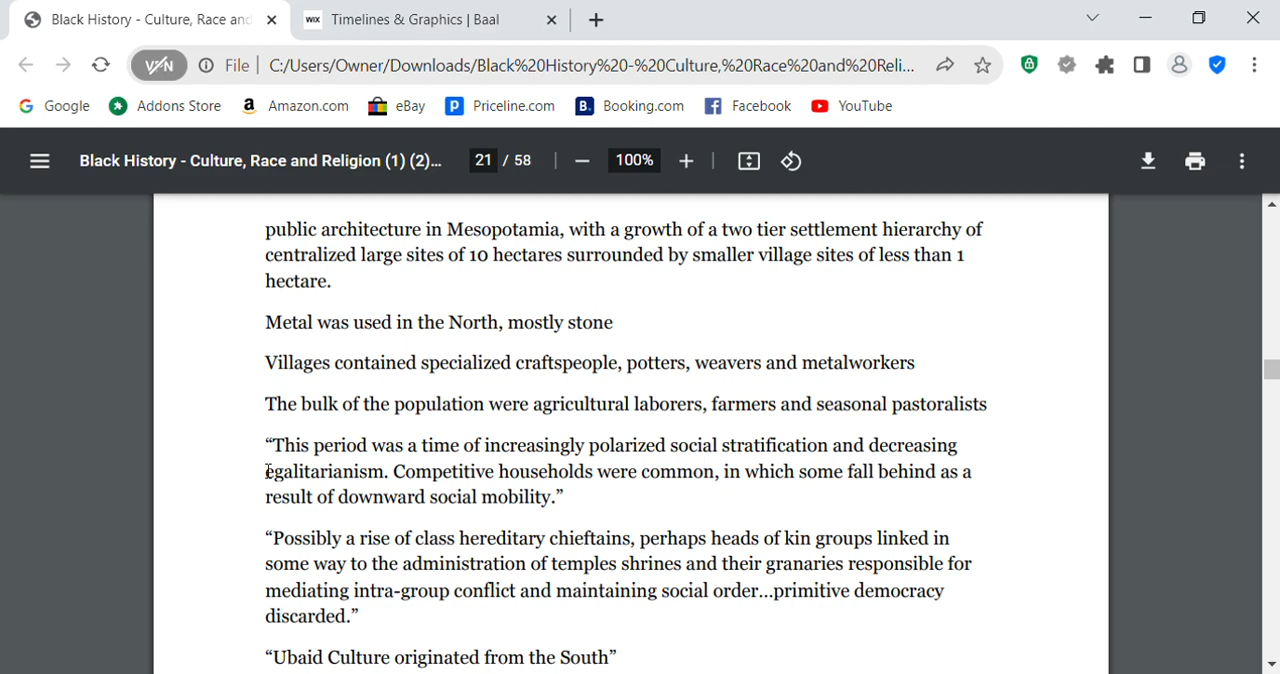 Black History - Culture, Race and
Timelines & Graphics | Baal
VPN
File
C:/Users/Owner/Downloads/Black%20History%20-%20Culture,%20Race%20and%20Reli...
Google
Addons Store
Amazon.com
eBay
Priceline.com
Booking.com
Facebook
YouTube
Black History - Culture, Race and Religion (1) (2)...
21 / 58
100%
public architecture in Mesopotamia, with a growth of a two tier settlement hierarchy of
centralized large sites of 10 hectares surrounded by smaller village sites of less than 1
hectare.
Metal was used in the North, mostly stone
Villages contained specialized craftspeople, potters, weavers and metalworkers
The bulk of the population were agricultural laborers, farmers and seasonal pastoralists
“This period was a time of increasingly polarized social stratification and decreasing
egalitarianism. Competitive households were common, in which some fall behind as a
result of downward social mobility.”
“Possibly a rise of class hereditary chieftains, perhaps heads of kin groups linked in
some way to the administration of temples shrines and their granaries responsible for
mediating intra-group conflict and maintaining social order...primitive democracy
discarded.”
“Ubaid Culture originated from the South”